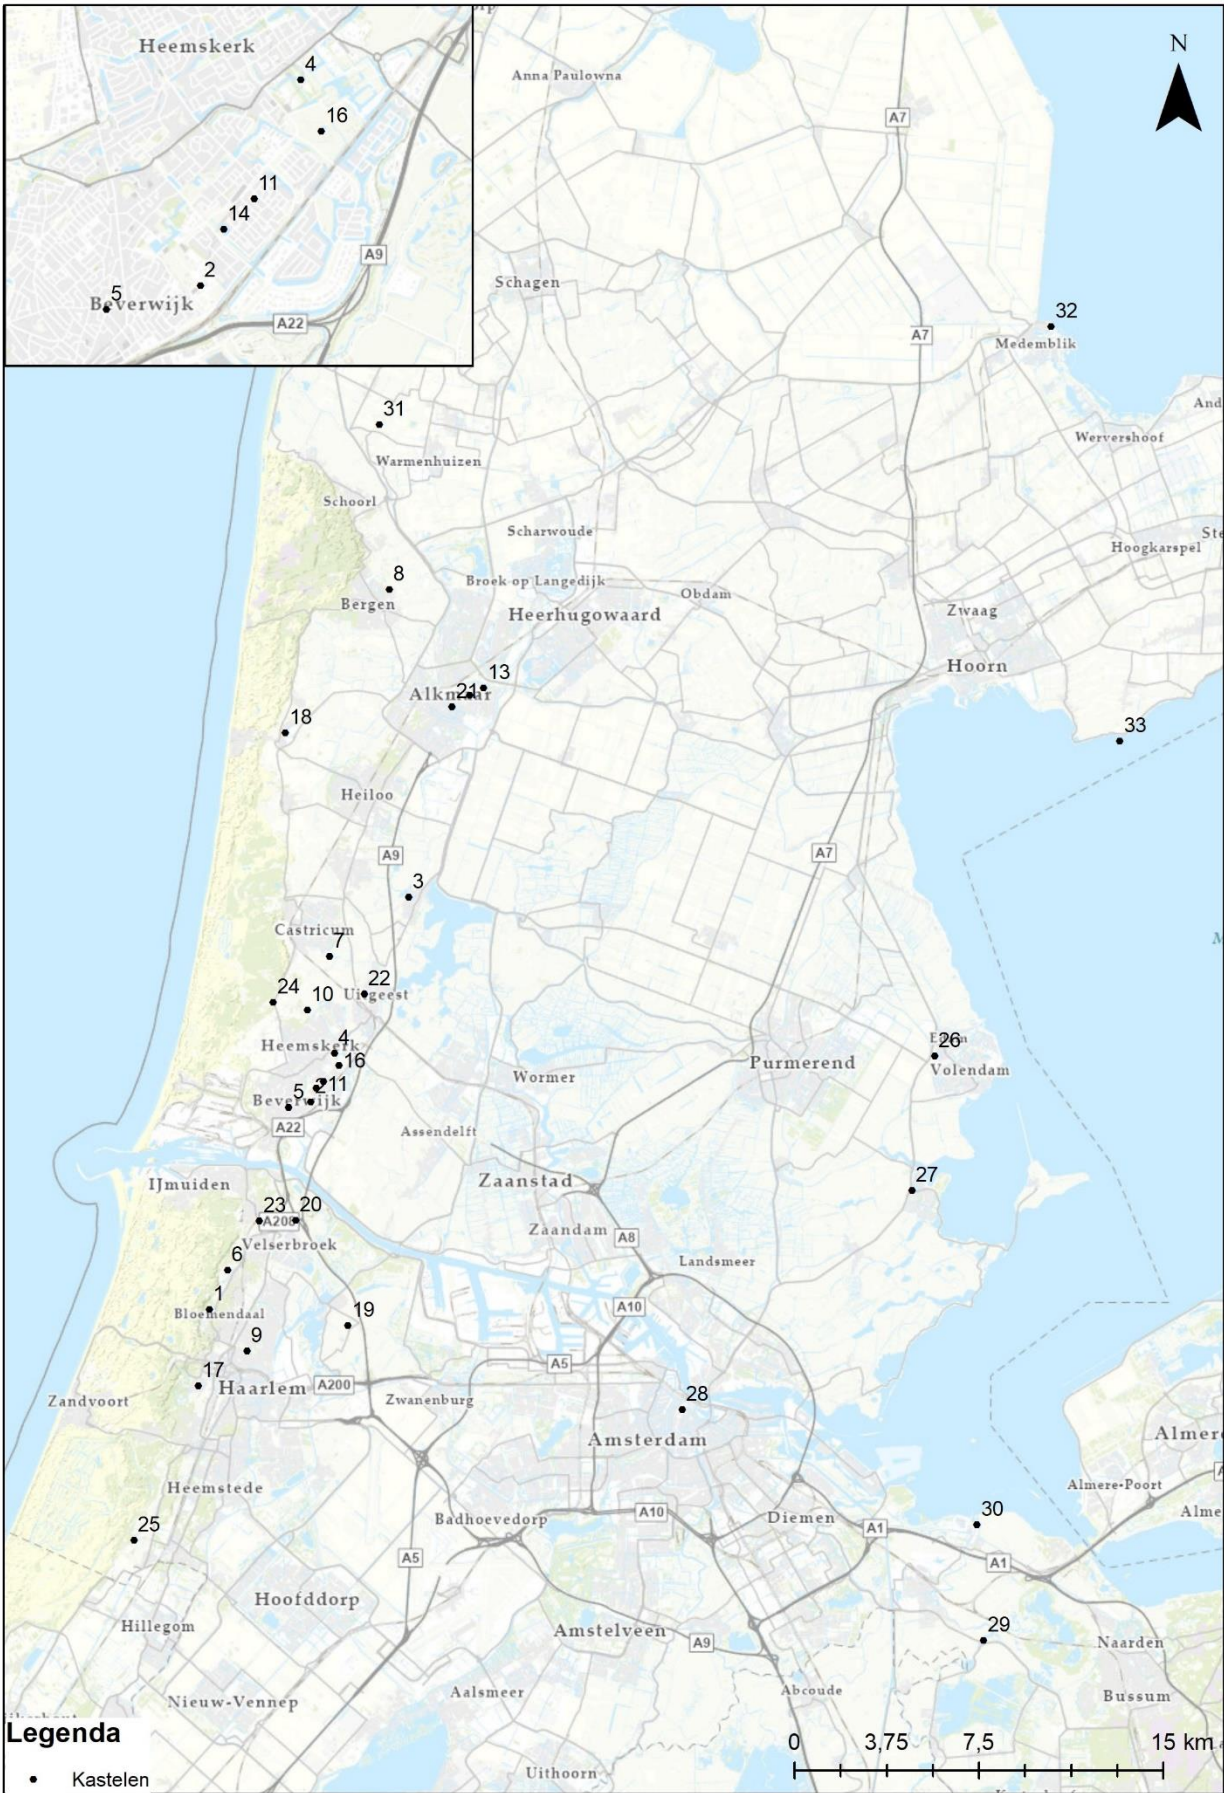 Heemskerk
4
16
11
14
2
5
Beverwijk
A9
A22
N
Anna Paulowna
A7
Schagen
A7
32
Medemblik
31
Warmenhuizen
Wervershoof
Schoorl
Scharwoude
Hoogkarspel
8
Bergen
Broek op Langedijk
Obdam
Heerhugowaard
Zwaag
Hoorn
13
21
Alkmaar
18
33
Heiloo
A9
A7
3
Castricum
7
24
22
10
Uitgeest
Heemskerk
4
16
26
Edam
Purmerend
Volendam
Wormer
2
11
5
Beverwijk
A22
Assendelft
IJmuiden
Zaanstad
27
23
A208
20
Zaandam
A8
Velserbroek
6
Landsmeer
1
Bloemendaal
19
A10
9
A5
17
Haarlem
A200
Zandvoort
Zwanenburg
28
Amsterdam
Almere-Poort
Heemstede
25
Badhoevedorp
A10
Diemen
A1
30
A1
A5
Hoofddorp
Hillegom
Amstelveen
A9
29
Naarden
Nieuw-Vennep
Aalsmeer
Abcoude
Bussum
Legenda
Kastelen
Uithoorn
0 3,75 7,5 15 km